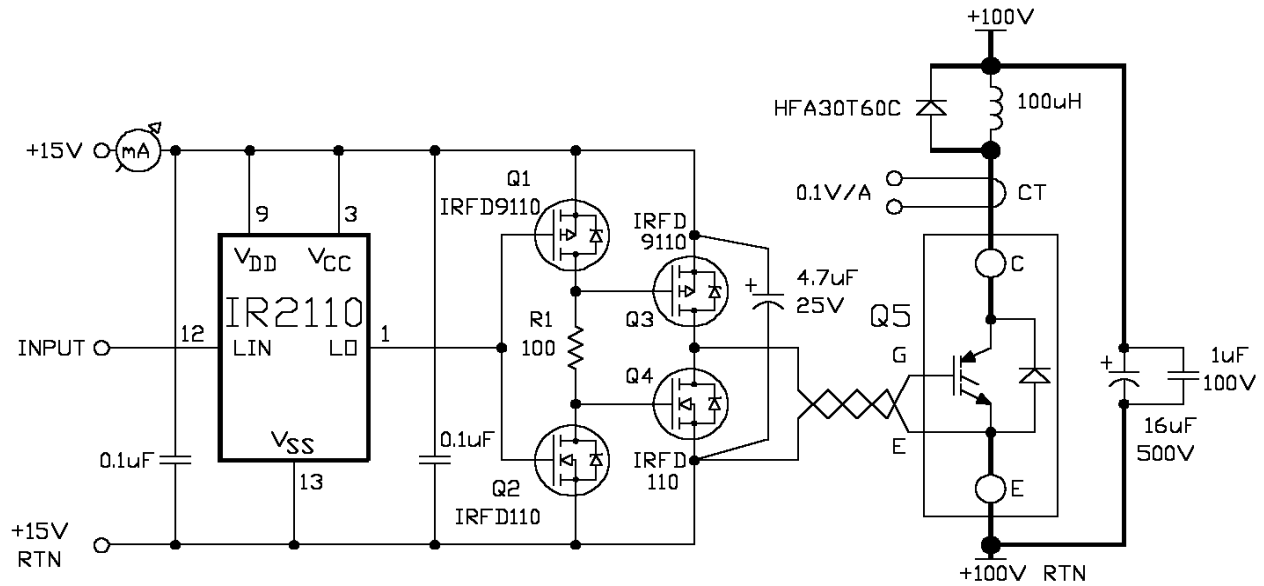 +100V
HFA30T60C
100uH
+15V
mA
0.1V/A
CT
Q1
IRFD9110
9
3
VDD
VCC
IR2110
12
INPUT
LIN
LO
1
R1
100
IRFD
9110
Q3
4.7uF
25V
+
Q5
C
G
E
Q4
+
1uF
100V
16uF
500V
VSS
0.1uF
13
0.1uF
Q2
IRFD110
IRFD
110
E
+15V
RTN
+100V RTN